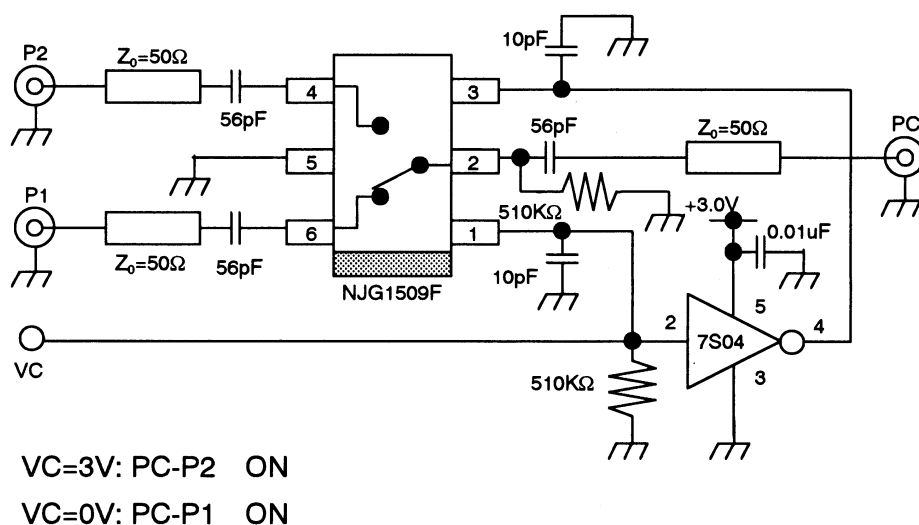 P2
Z₀=50Ω
56pF
4
3
10pF
5
2
56pF
Z₀=50Ω
PC
P1
Z₀=50Ω
56pF
6
1
510KΩ
10pF
NJG1509F
+3.0V
0.01uF
5
VC
2
7S04
4
3
510KΩ
VC=3V: PC-P2 ON
VC=0V: PC-P1 ON